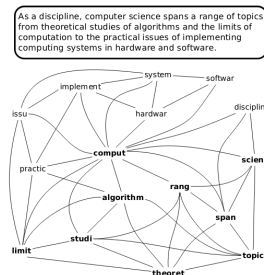 As a discipline, computer science spans a range of topics
from theoretical studies of algorithms and the limits of
computation to the practical issues of implementing
computing systems in hardware and software.
system
softwar
implement
issu
hardwar
disciplin
comput
scien
practic
rang
algorithm
span
studi
limit
topic
theoret